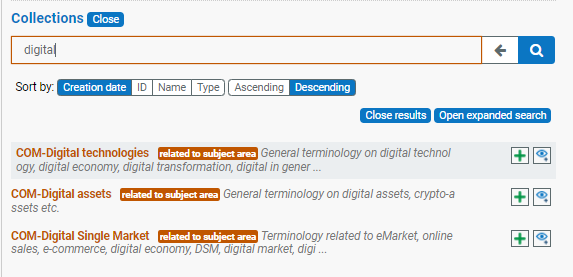 Collections Close
digital
Sort by: Creation date ID Name Type Ascending Descending
Close results Open expanded search
COM-Digital technologies related to subject area General terminology on digital technol
ogy, digital economy, digital transformation, digital in gener ...
COM-Digital assets related to subject area General terminology on digital assets, crypto-a
ssets etc.
COM-Digital Single Market related to subject area Terminology related to eMarket, online
sales, e-commerce, digital economy, DSM, digital market, digi ...